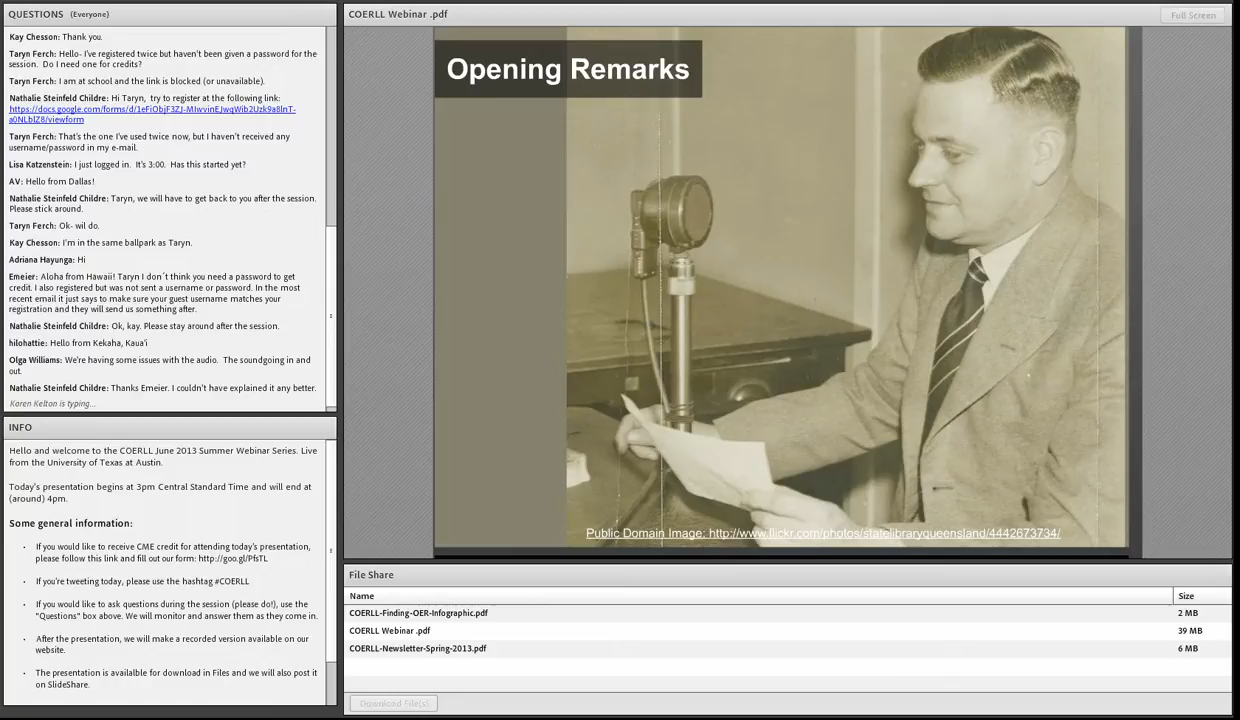 QUESTIONS (Everyone)
Kay Chesson: Thank you.
Taryn Ferch: Hello- I've registered twice but haven't been given a password for the
session. Do I need one for credits?
Taryn Ferch: I am at school and the link is blocked (or unavailable).
Nathalie Steinfeld Childre: Hi Taryn, try to register at the following link:
Taryn Ferch: That's the one I've used twice now, but I haven't received any
username/password in my e-mail.
Lisa Katzenstein: I just logged in. It's 3:00. Has this started yet?
AV: Hello from Dallas!
Nathalie Steinfeld Childre: Taryn, we will have to get back to you after the session.
Please stick around.
Taryn Ferch: Ok- wil do.
Kay Chesson: I'm in the same ballpark as Taryn.
Adriana Hayunga: Hi
Emeier: Aloha from Hawaii! Taryn I don´t think you need a password to get
credit. I also registered but was not sent a username or password. In the most
recent email it just says to make sure your guest username matches your
registration and they will send us something after.
Nathalie Steinfeld Childre: Ok, kay. Please stay around after the session.
hilohattie: Hello from Kekaha, Kaua'i
Olga Williams: We're having some issues with the audio. The soundgoing in and
out.
Nathalie Steinfeld Childre: Thanks Emeier. I couldn't have explained it any better.
Karen Kelton is typing...
INFO
Hello and welcome to the COERLL June 2013 Summer Webinar Series. Live
from the University of Texas at Austin.
Today's presentation begins at 3pm Central Standard Time and will end at
(around) 4pm.
Some general information:
• If you would like to receive CME credit for attending today's presentation,
please follow this link and fill out our form: http://goo.gl/PfsTL
• If you're tweeting today, please use the hashtag #COERLL
• If you would like to ask questions during the session (please do!), use the
"Questions" box above. We will monitor and answer them as they come in.
• After the presentation, we will make a recorded version available on our
website.
• The presentation is availalble for download in Files and we will also post it
on SlideShare.
COERLL Webinar .pdf
Full Screen
Opening Remarks
Public Domain Image: http://www.flickr.com/photos/statelibraryqueensland/4442673734/
File Share
Name Size
COERLL-Finding-OER-Infographic.pdf 2 MB
COERLL Webinar .pdf 39 MB
COERLL-Newsletter-Spring-2013.pdf 6 MB
Download File(s)